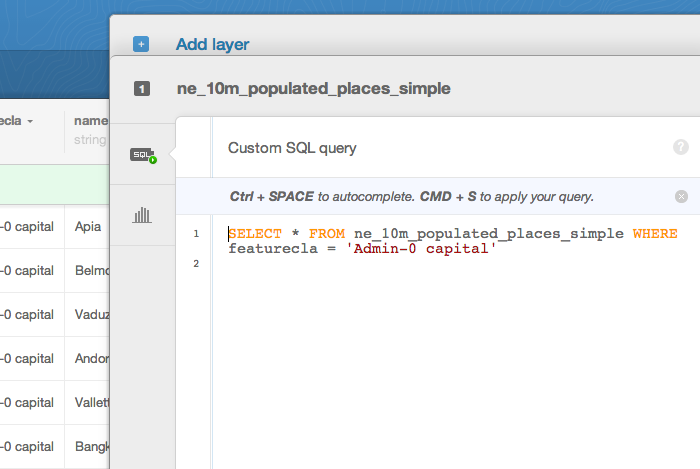 + Add layer
1 ne_10m_populated_places_simple
ecla name
string
SQL
Custom SQL query ?
Ctrl + SPACE to autocomplete. CMD + S to apply your query.
1 SELECT * FROM ne_10m_populated_places_simple WHERE
featurecla = 'Admin-0 capital'
2
-0 capital Apia
-0 capital Belmo
-0 capital Vaduz
-0 capital Andor
-0 capital Vallett
-0 capital Bangk